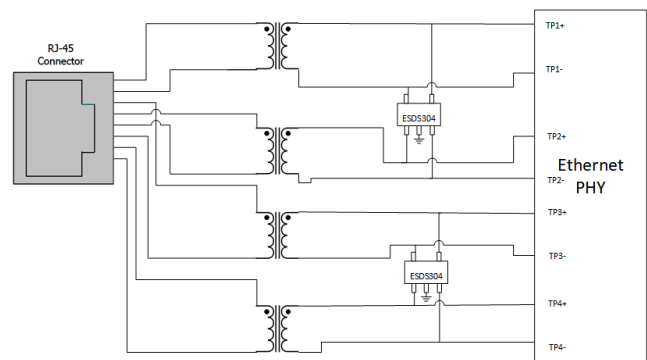 RJ-45
Connector
TP1+
TP1-
ESDS304
TP2+
Ethernet
PHY
TP2-
TP3+
TP3-
ESDS304
TP4+
TP4-